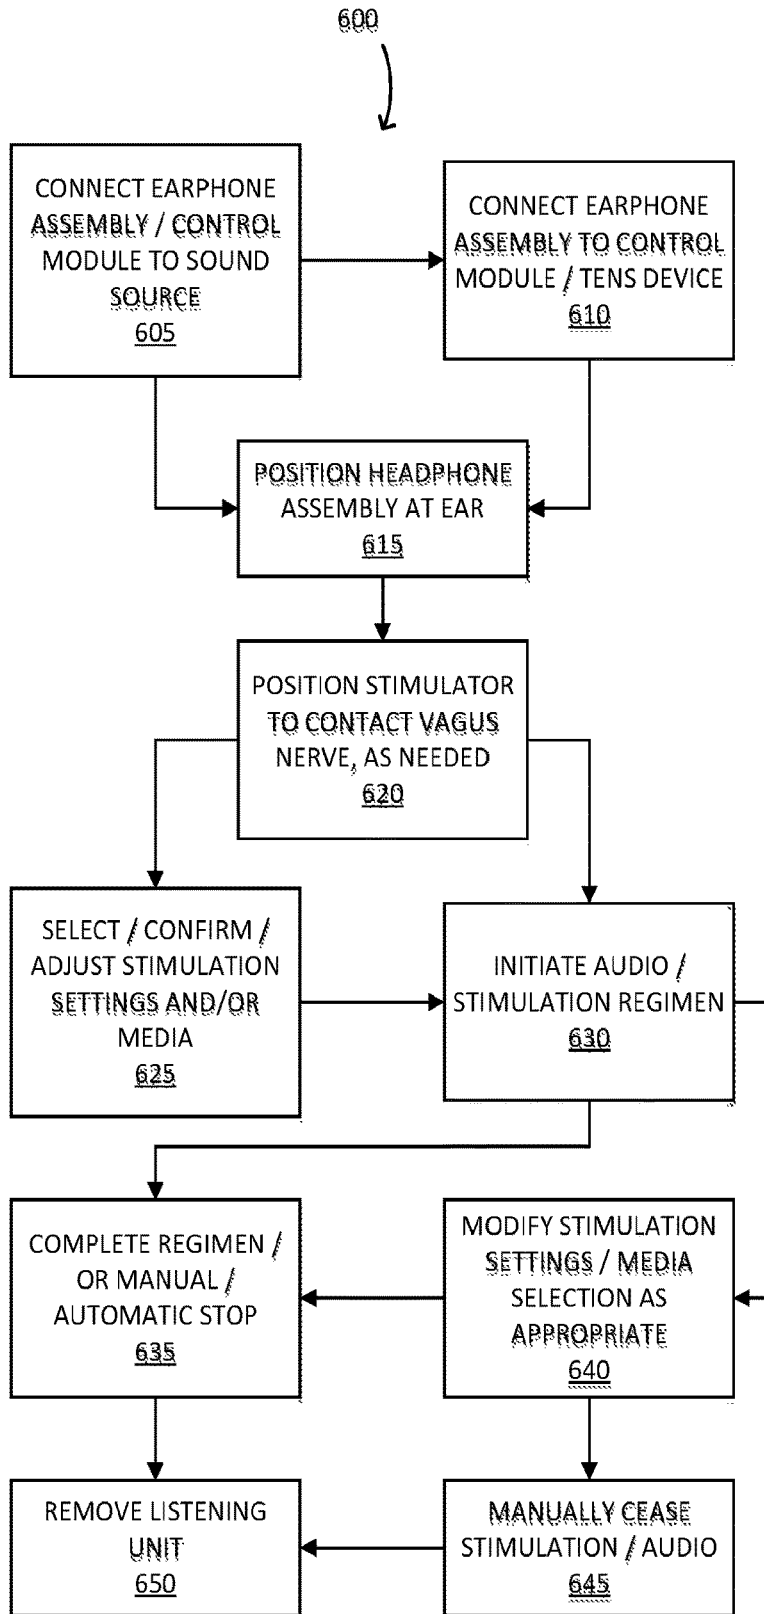 600
CONNECT EARPHONE
ASSEMBLY / CONTROL
MODULE TO SOUND
SOURCE
605
CONNECT EARPHONE
ASSEMBLY TO CONTROL
MODULE / TENS DEVICE
610
POSITION HEADPHONE
ASSEMBLY AT EAR
615
POSITION STIMULATOR
TO CONTACT VAGUS
NERVE, AS NEEDED
620
SELECT / CONFIRM /
ADJUST STIMULATION
SETTINGS AND/OR
MEDIA
625
INITIATE AUDIO /
STIMULATION REGIMEN
630
COMPLETE REGIMEN /
OR MANUAL /
AUTOMATIC STOP
635
MODIFY STIMULATION
SETTINGS / MEDIA
SELECTION AS
APPROPRIATE
640
REMOVE LISTENING
UNIT
650
MANUALLY CEASE
STIMULATION / AUDIO
645